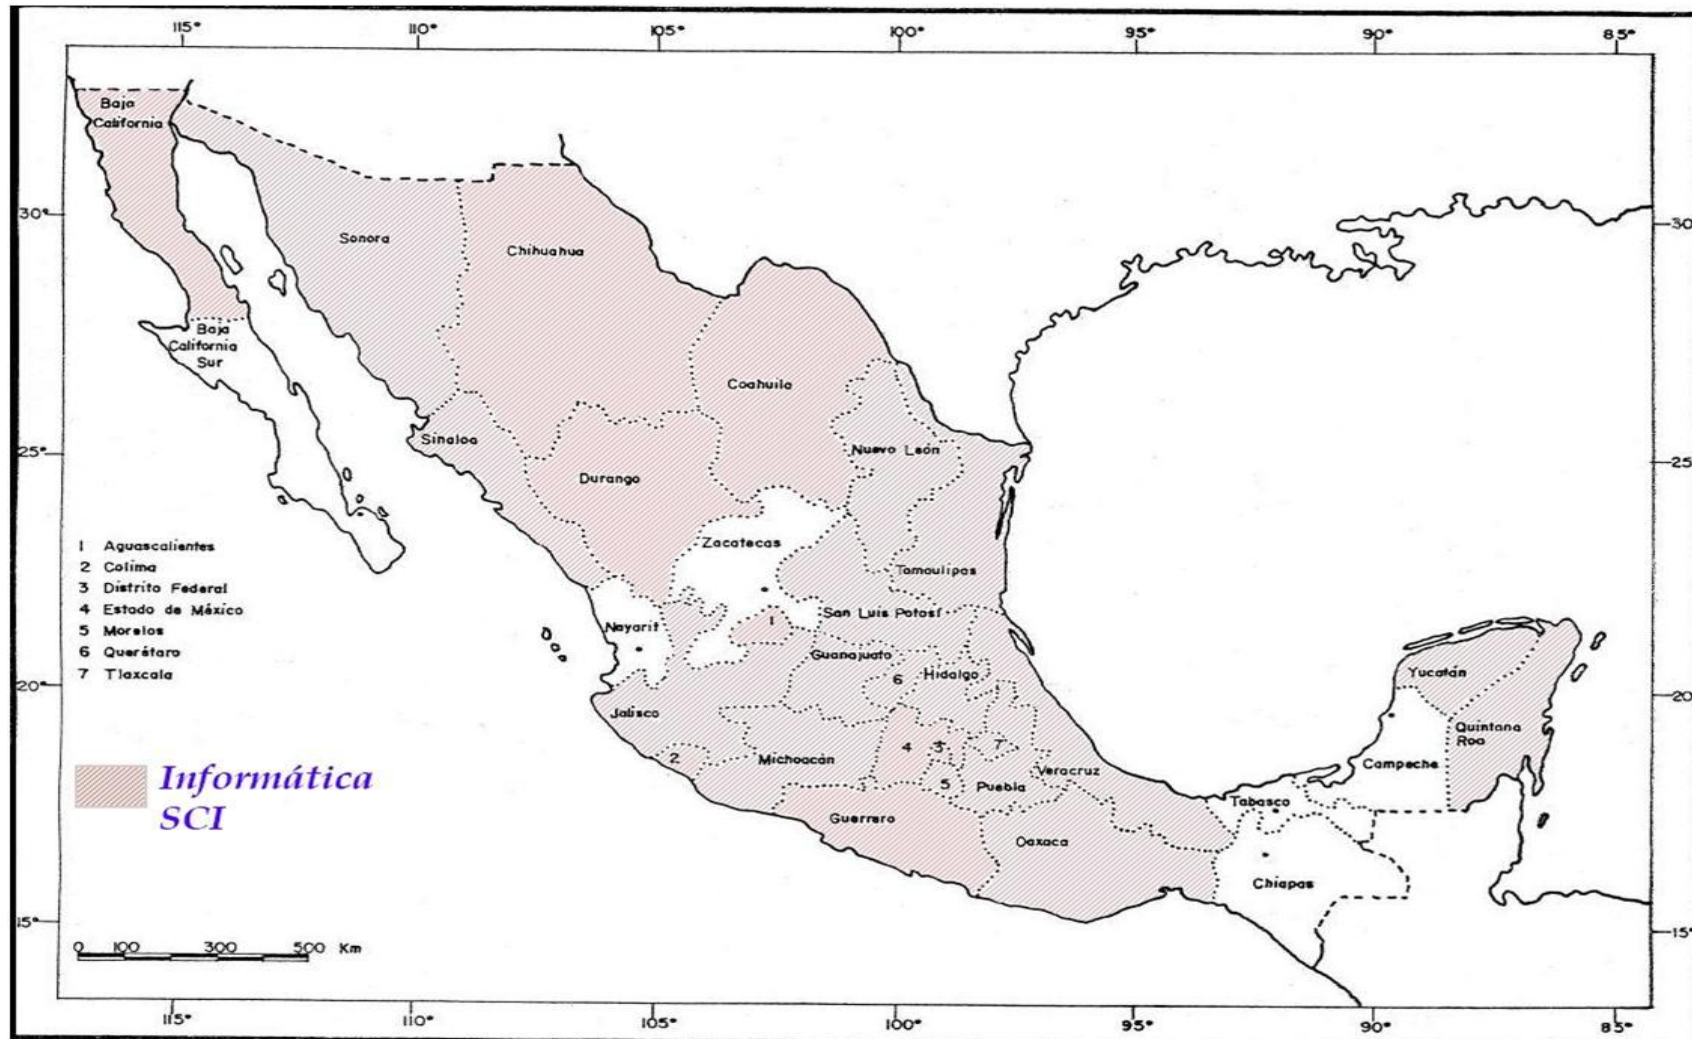 115° 110° 105° 100° 95° 90° 85°
Baja
California
30° 30°
Sonora
Chihuahua
Baja
California
Sur
Coahuila
Sinaloa
Nuevo León
25° 25°
Durango
Zacatecas
1 Aguascalientes
2 Colima
3 Distrito Federal
4 Estado de México
5 Morelos
6 Querétaro
7 Tlaxcala
Tamaulipas
San Luis Potosí
Nayarit
1
Guanajuato
Hidalgo
6
20° 20°
Yucatán
Jalisco
Quintana
Roo
4 3 7
2
Michoacán
Campeche
Veracruz
5
Puebla
Tabasco
Informática
SCI
Guerrero
Oaxaca
Chiapas
15° 15°
0 100 300 500 Km
115° 110° 105° 100° 95° 90° 85°